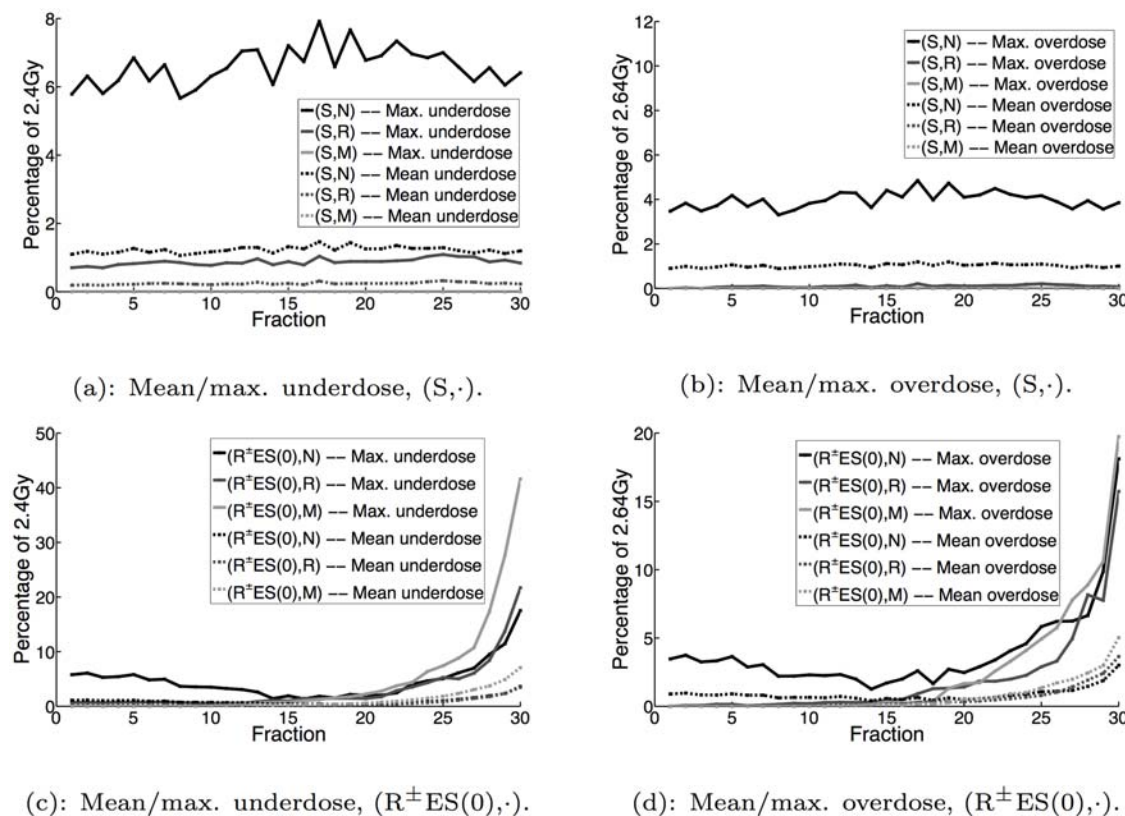 8
6
4
2
0
Percentage of 2.4Gy
(S,N) –– Max. underdose
(S,R) –– Max. underdose
(S,M) –– Max. underdose
(S,N) –– Mean underdose
(S,R) –– Mean underdose
(S,M) –– Mean underdose
0 5 10 15 20 25 30
Fraction
(a): Mean/max. underdose, (S,·).
12
10
8
6
4
2
0
Percentage of 2.64Gy
(S,N) –– Max. overdose
(S,R) –– Max. overdose
(S,M) –– Max. overdose
(S,N) –– Mean overdose
(S,R) –– Mean overdose
(S,M) –– Mean overdose
0 5 10 15 20 25 30
Fraction
(b): Mean/max. overdose, (S,·).
50
40
30
20
10
0
Percentage of 2.4Gy
(R±ES(0),N) –– Max. underdose
(R±ES(0),R) –– Max. underdose
(R±ES(0),M) –– Max. underdose
(R±ES(0),N) –– Mean underdose
(R±ES(0),R) –– Mean underdose
(R±ES(0),M) –– Mean underdose
0 5 10 15 20 25 30
Fraction
(c): Mean/max. underdose, (R±ES(0),·).
20
15
10
5
0
Percentage of 2.64Gy
(R±ES(0),N) –– Max. overdose
(R±ES(0),R) –– Max. overdose
(R±ES(0),M) –– Max. overdose
(R±ES(0),N) –– Mean overdose
(R±ES(0),R) –– Mean overdose
(R±ES(0),M) –– Mean overdose
0 5 10 15 20 25 30
Fraction
(d): Mean/max. overdose, (R±ES(0),·).